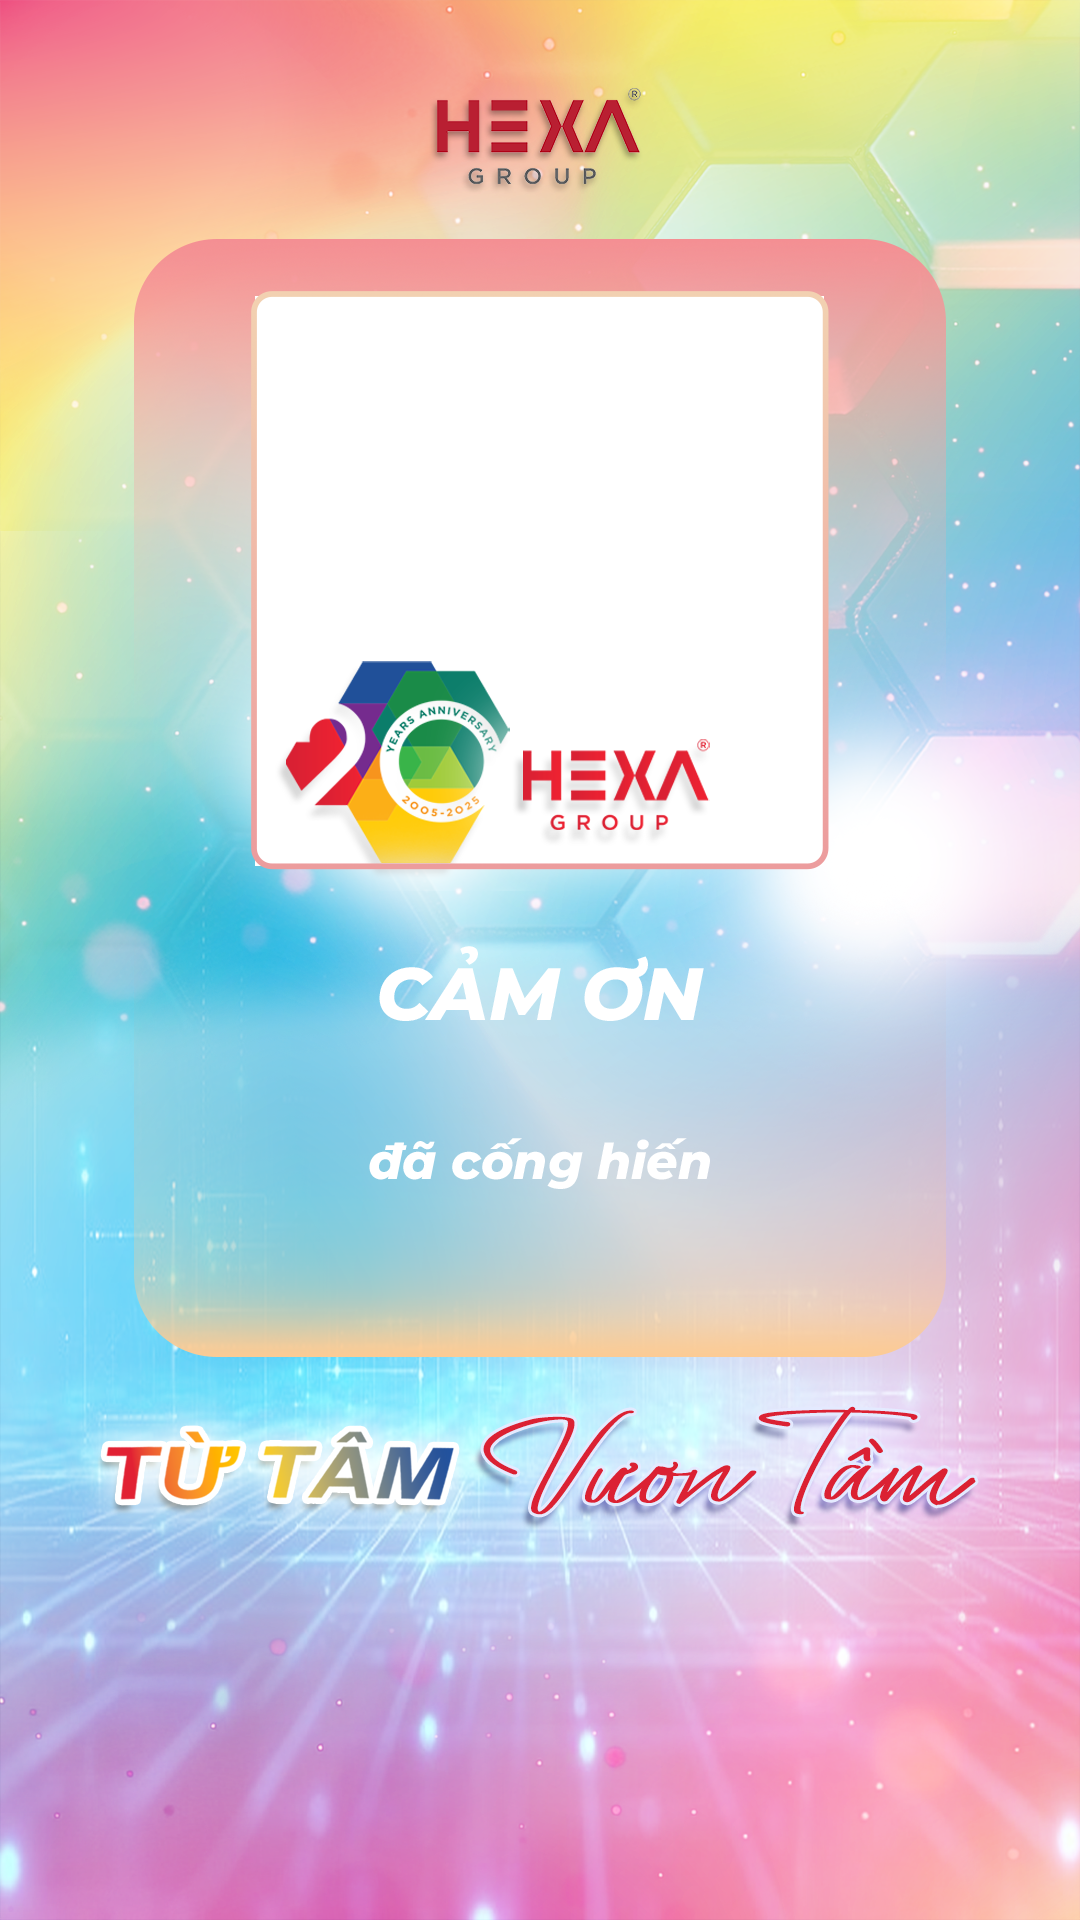 HEXA®
GROUP
YEARS ANNIVERSARY
2005-2025
HEXA®
GROUP
CẢM ƠN
đã cống hiến
TỪ TÂM Vươn Tầm